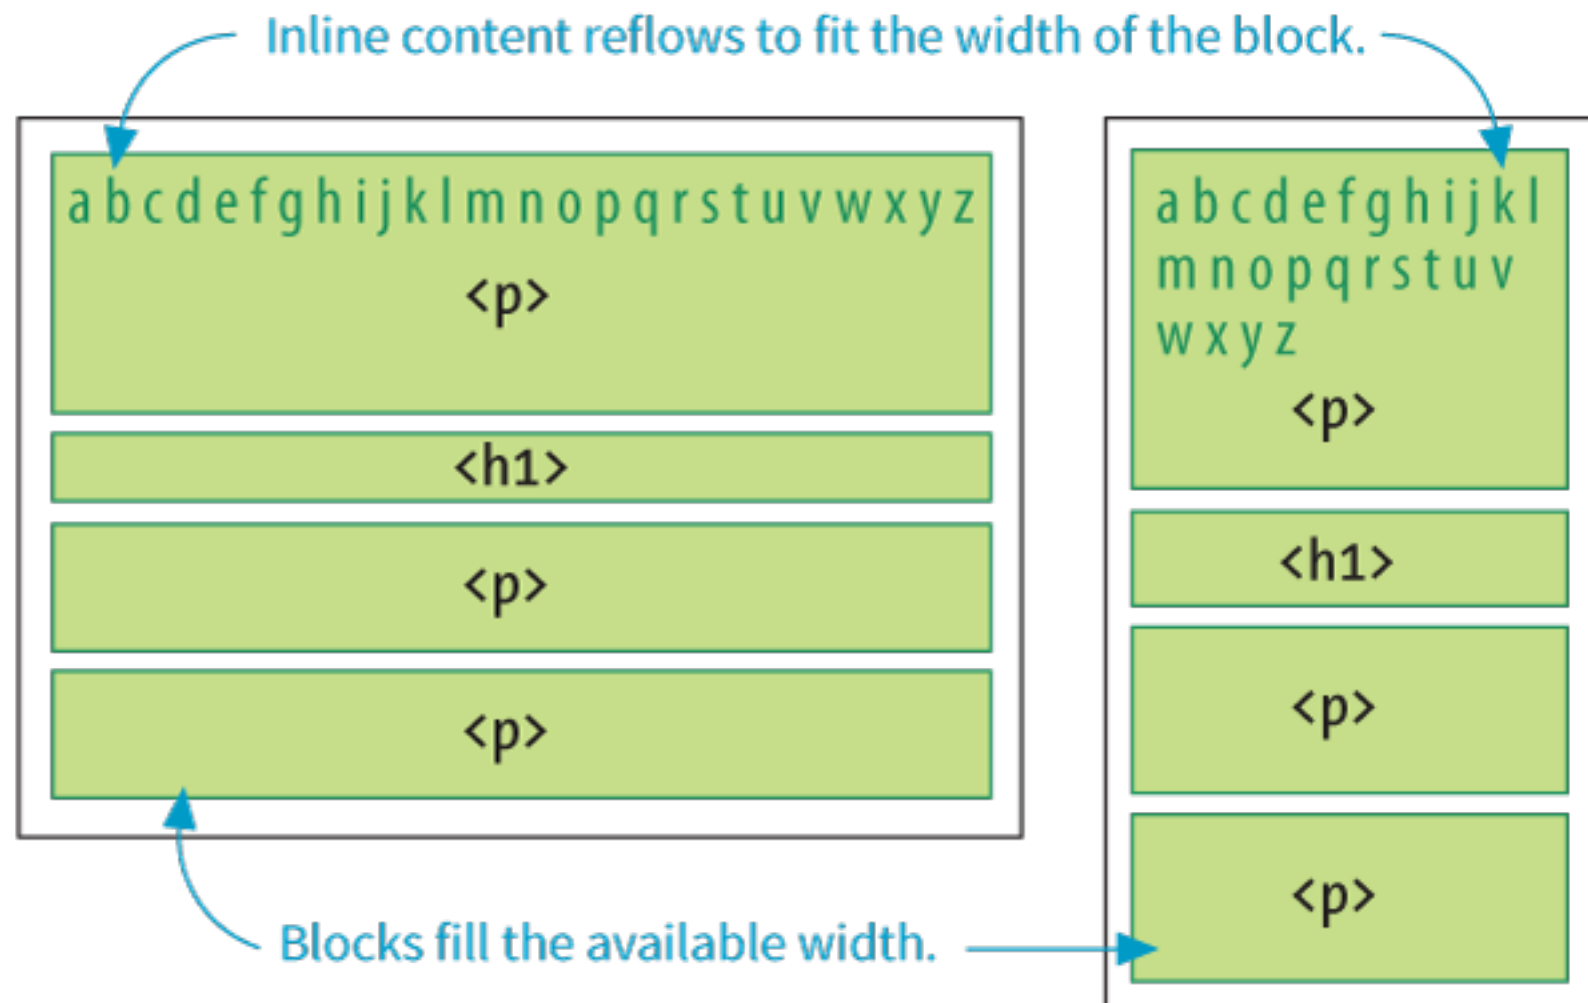 Inline content reflows to fit the width of the block.
a b c d e f g h i j k l m n o p q r s t u v w x y z
<p>
<h1>
<p>
<p>
a b c d e f g h i j k l
m n o p q r s t u v
w x y z
<p>
<h1>
<p>
<p>
Blocks fill the available width.